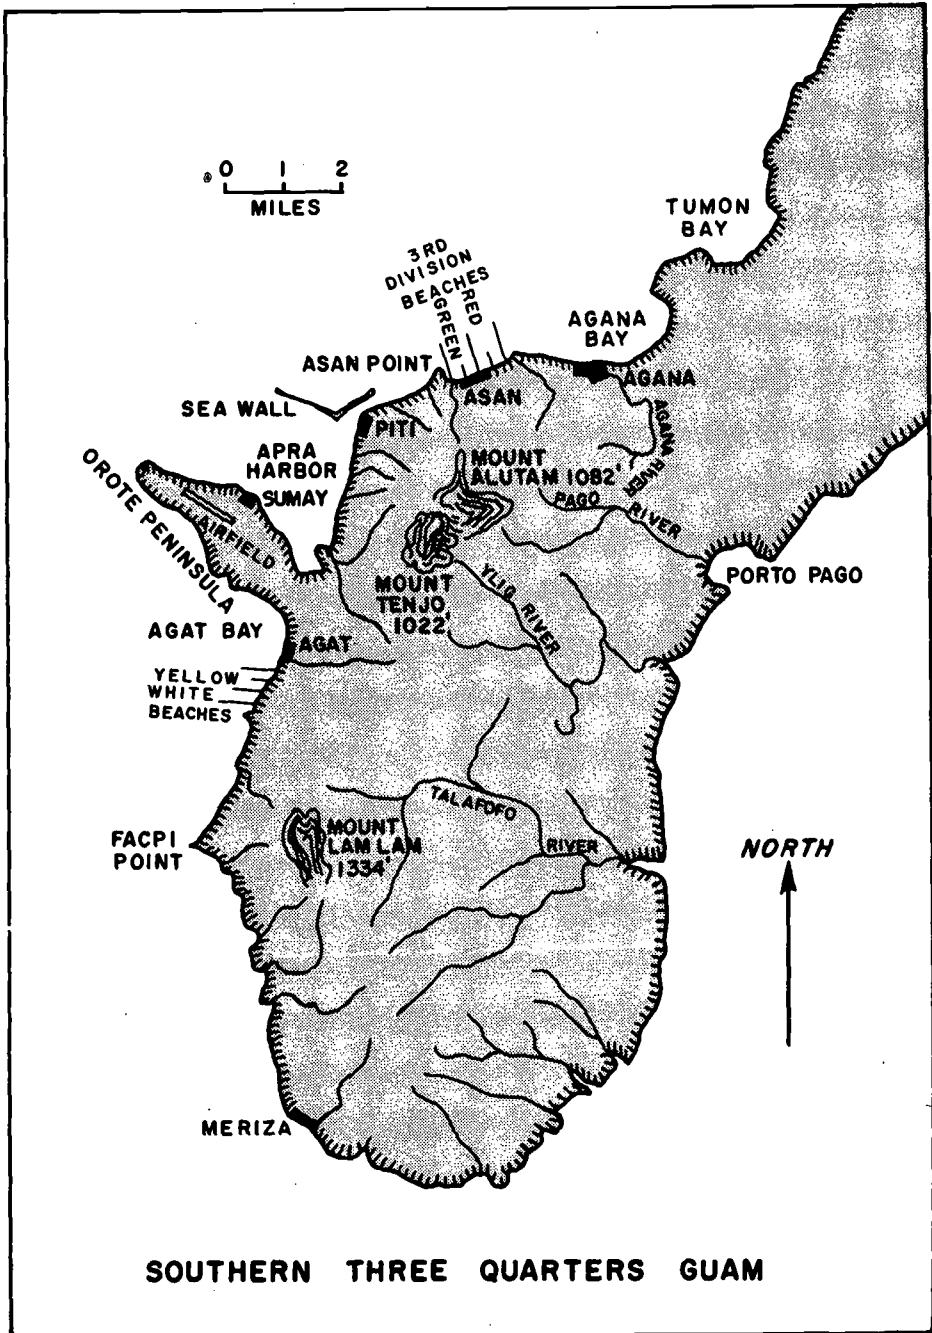 0 1 2
MILES
TUMON
BAY
3RD
DIVISION
BEACHES
GREEN
RED
AGANA
BAY
ASAN POINT
AGANA
ASAN
SEA WALL
PITI
AGANA RIVER
APRA
HARBOR
SUMAY
MOUNT
ALUTAM 1082'
PAGO RIVER
OROTE PENINSULA
AIRFIELD
PORTO PAGO
MOUNT
TENJO
1022'
YLIG RIVER
AGAT BAY
AGAT
YELLOW
WHITE
BEACHES
TALAFOFO
RIVER
FACPI
POINT
MOUNT
LAM LAM
1334'
NORTH
MERIZA
SOUTHERN THREE QUARTERS GUAM